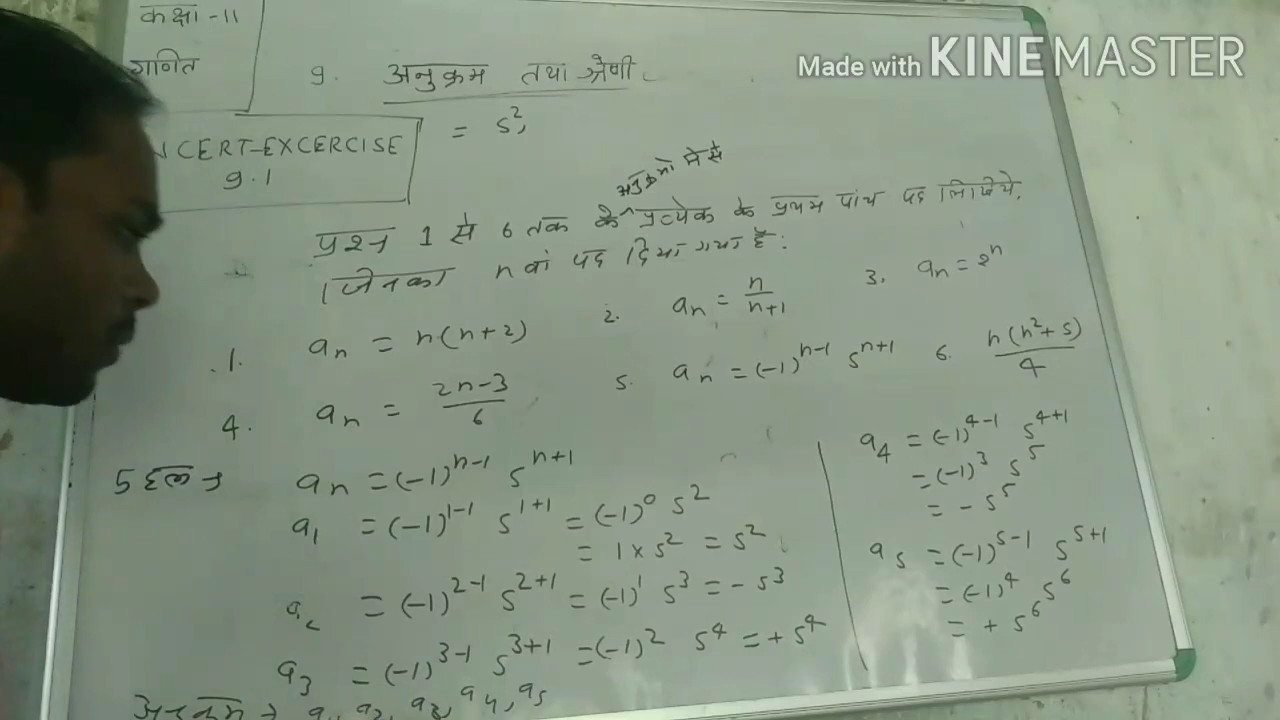 कक्षा -11
गणित
Made with KINEMASTER
9. अनुक्रम तथा श्रेणी
NCERT-EXCERCISE
9.1
= 5²,
अनुक्रमों में से
प्रश्न 1 से 6 तक के ^ प्रत्येक के प्रथम पांच पद लिखिये,
जिनका n वां पद दिया गया है:
1. aₙ = n(n+2) 2. aₙ = n/(n+1) 3. aₙ = 2ⁿ
4. aₙ = (2n-3)/6 5. aₙ = (-1)ⁿ⁻¹ 5ⁿ⁺¹ 6. n(n²+5)/4
5 हल→ aₙ = (-1)ⁿ⁻¹ 5ⁿ⁺¹
a₁ = (-1)¹⁻¹ 5¹⁺¹ = (-1)⁰ 5²
= 1 x 5² = 5²
a₂ = (-1)²⁻¹ 5²⁺¹ = (-1)¹ 5³ = - 5³
a₃ = (-1)³⁻¹ 5³⁺¹ = (-1)² 5⁴ = + 5⁴
अनुक्रम → a₁, a₂, a₃, a₄, a₅
a₄ = (-1)⁴⁻¹ 5⁴⁺¹
= (-1)³ 5⁵
= - 5⁵
a₅ = (-1)⁵⁻¹ 5⁵⁺¹
= (-1)⁴ 5⁶
= + 5⁶